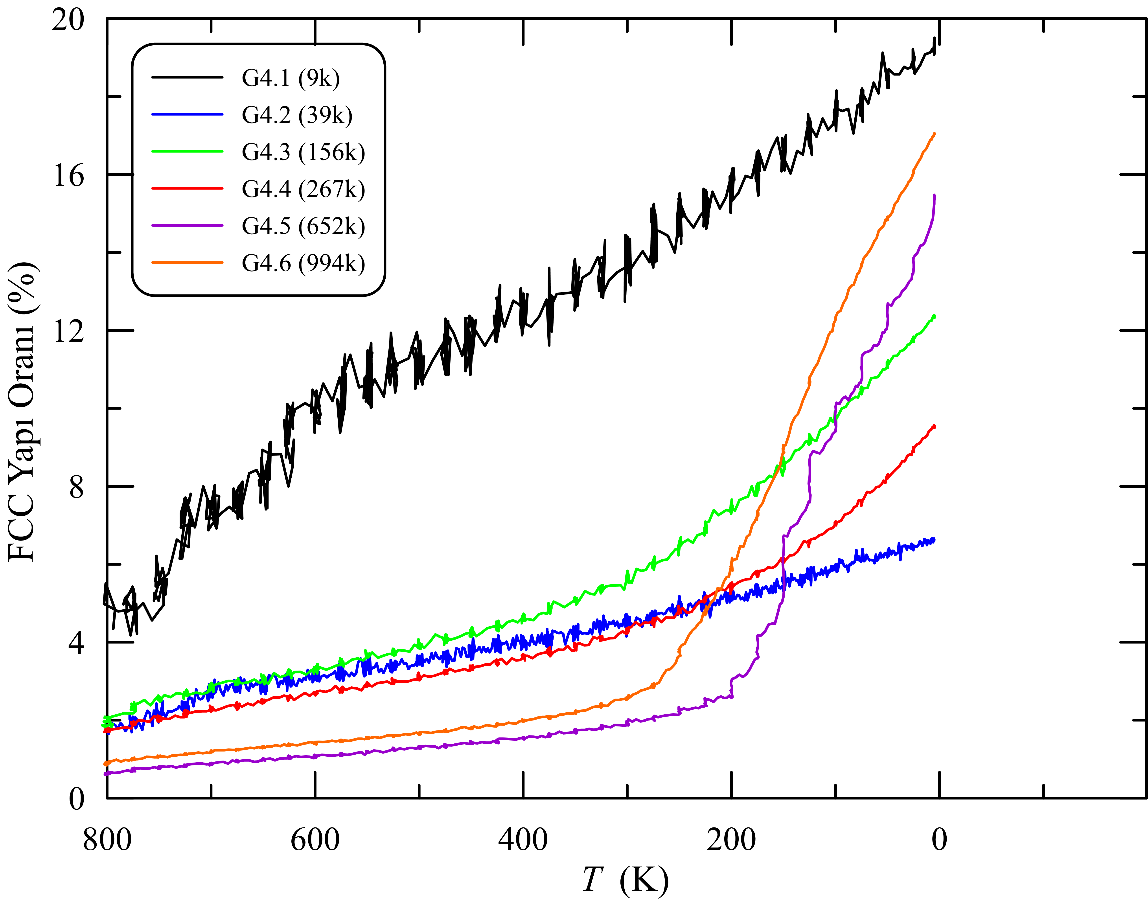 20
16
12
8
4
0
FCC Yapı Oranı (%)
G4.1 (9k)
G4.2 (39k)
G4.3 (156k)
G4.4 (267k)
G4.5 (652k)
G4.6 (994k)
800
600
400
200
0
T (K)